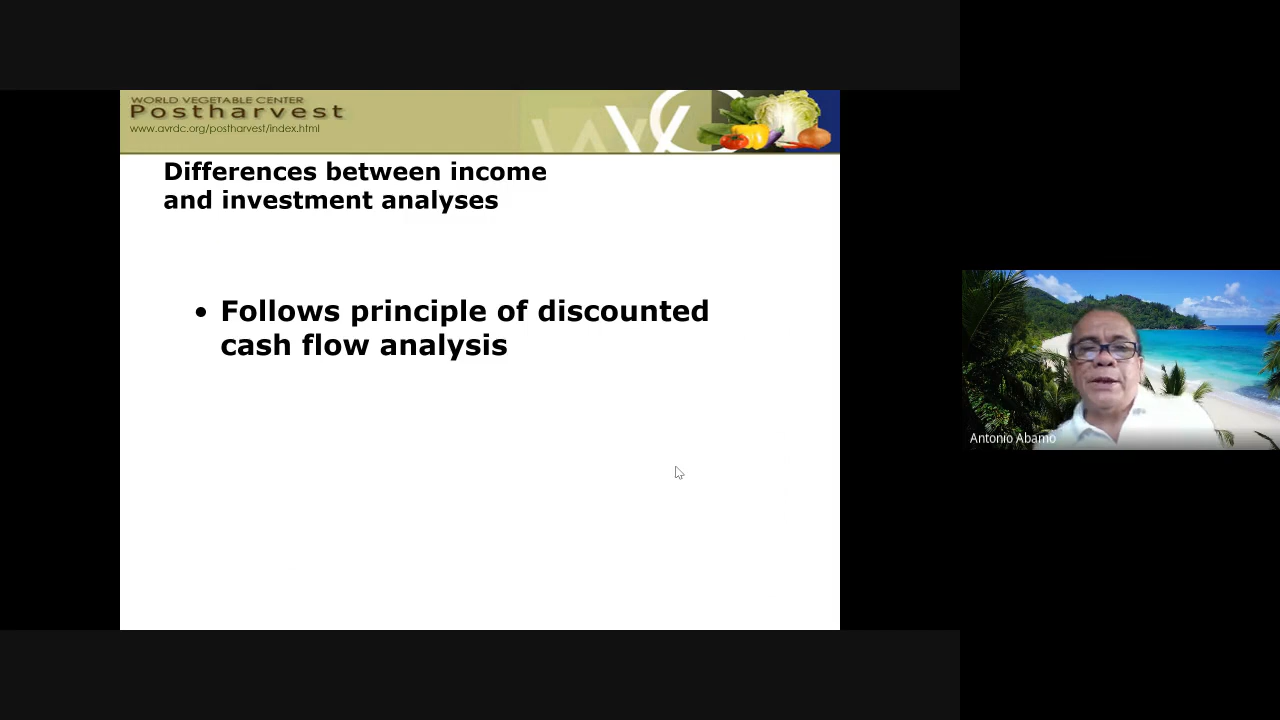 WORLD VEGETABLE CENTER
Postharvest
www.avrdc.org/postharvest/index.html
Differences between income
and investment analyses
• Follows principle of discounted
cash flow analysis
Antonio Abamo